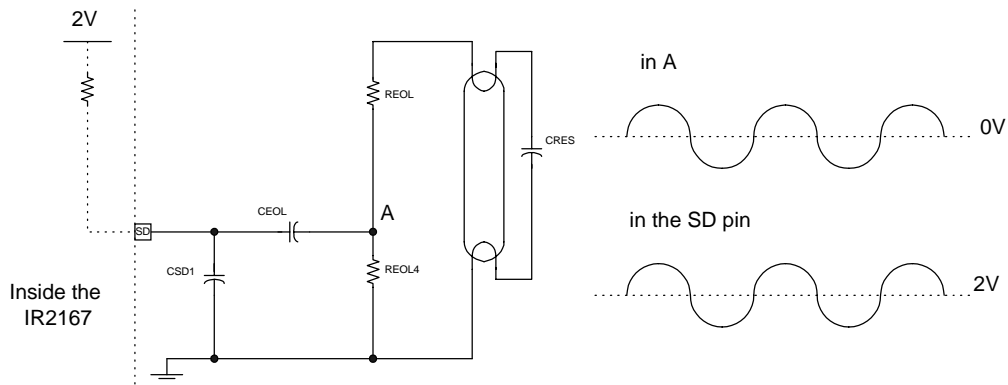 2V
in A
REOL
CRES
0V
A
in the SD pin
CEOL
SD
CSD1
REOL4
2V
Inside the
IR2167